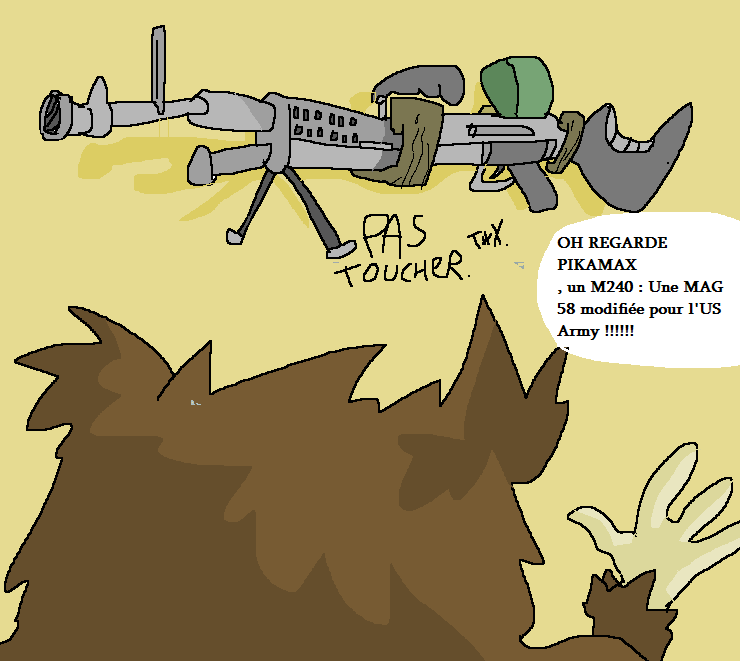 PAS
TOUCHER. THX.
OH REGARDE
PIKAMAX
, un M240 : Une MAG
58 modifiée pour l'US
Army !!!!!!